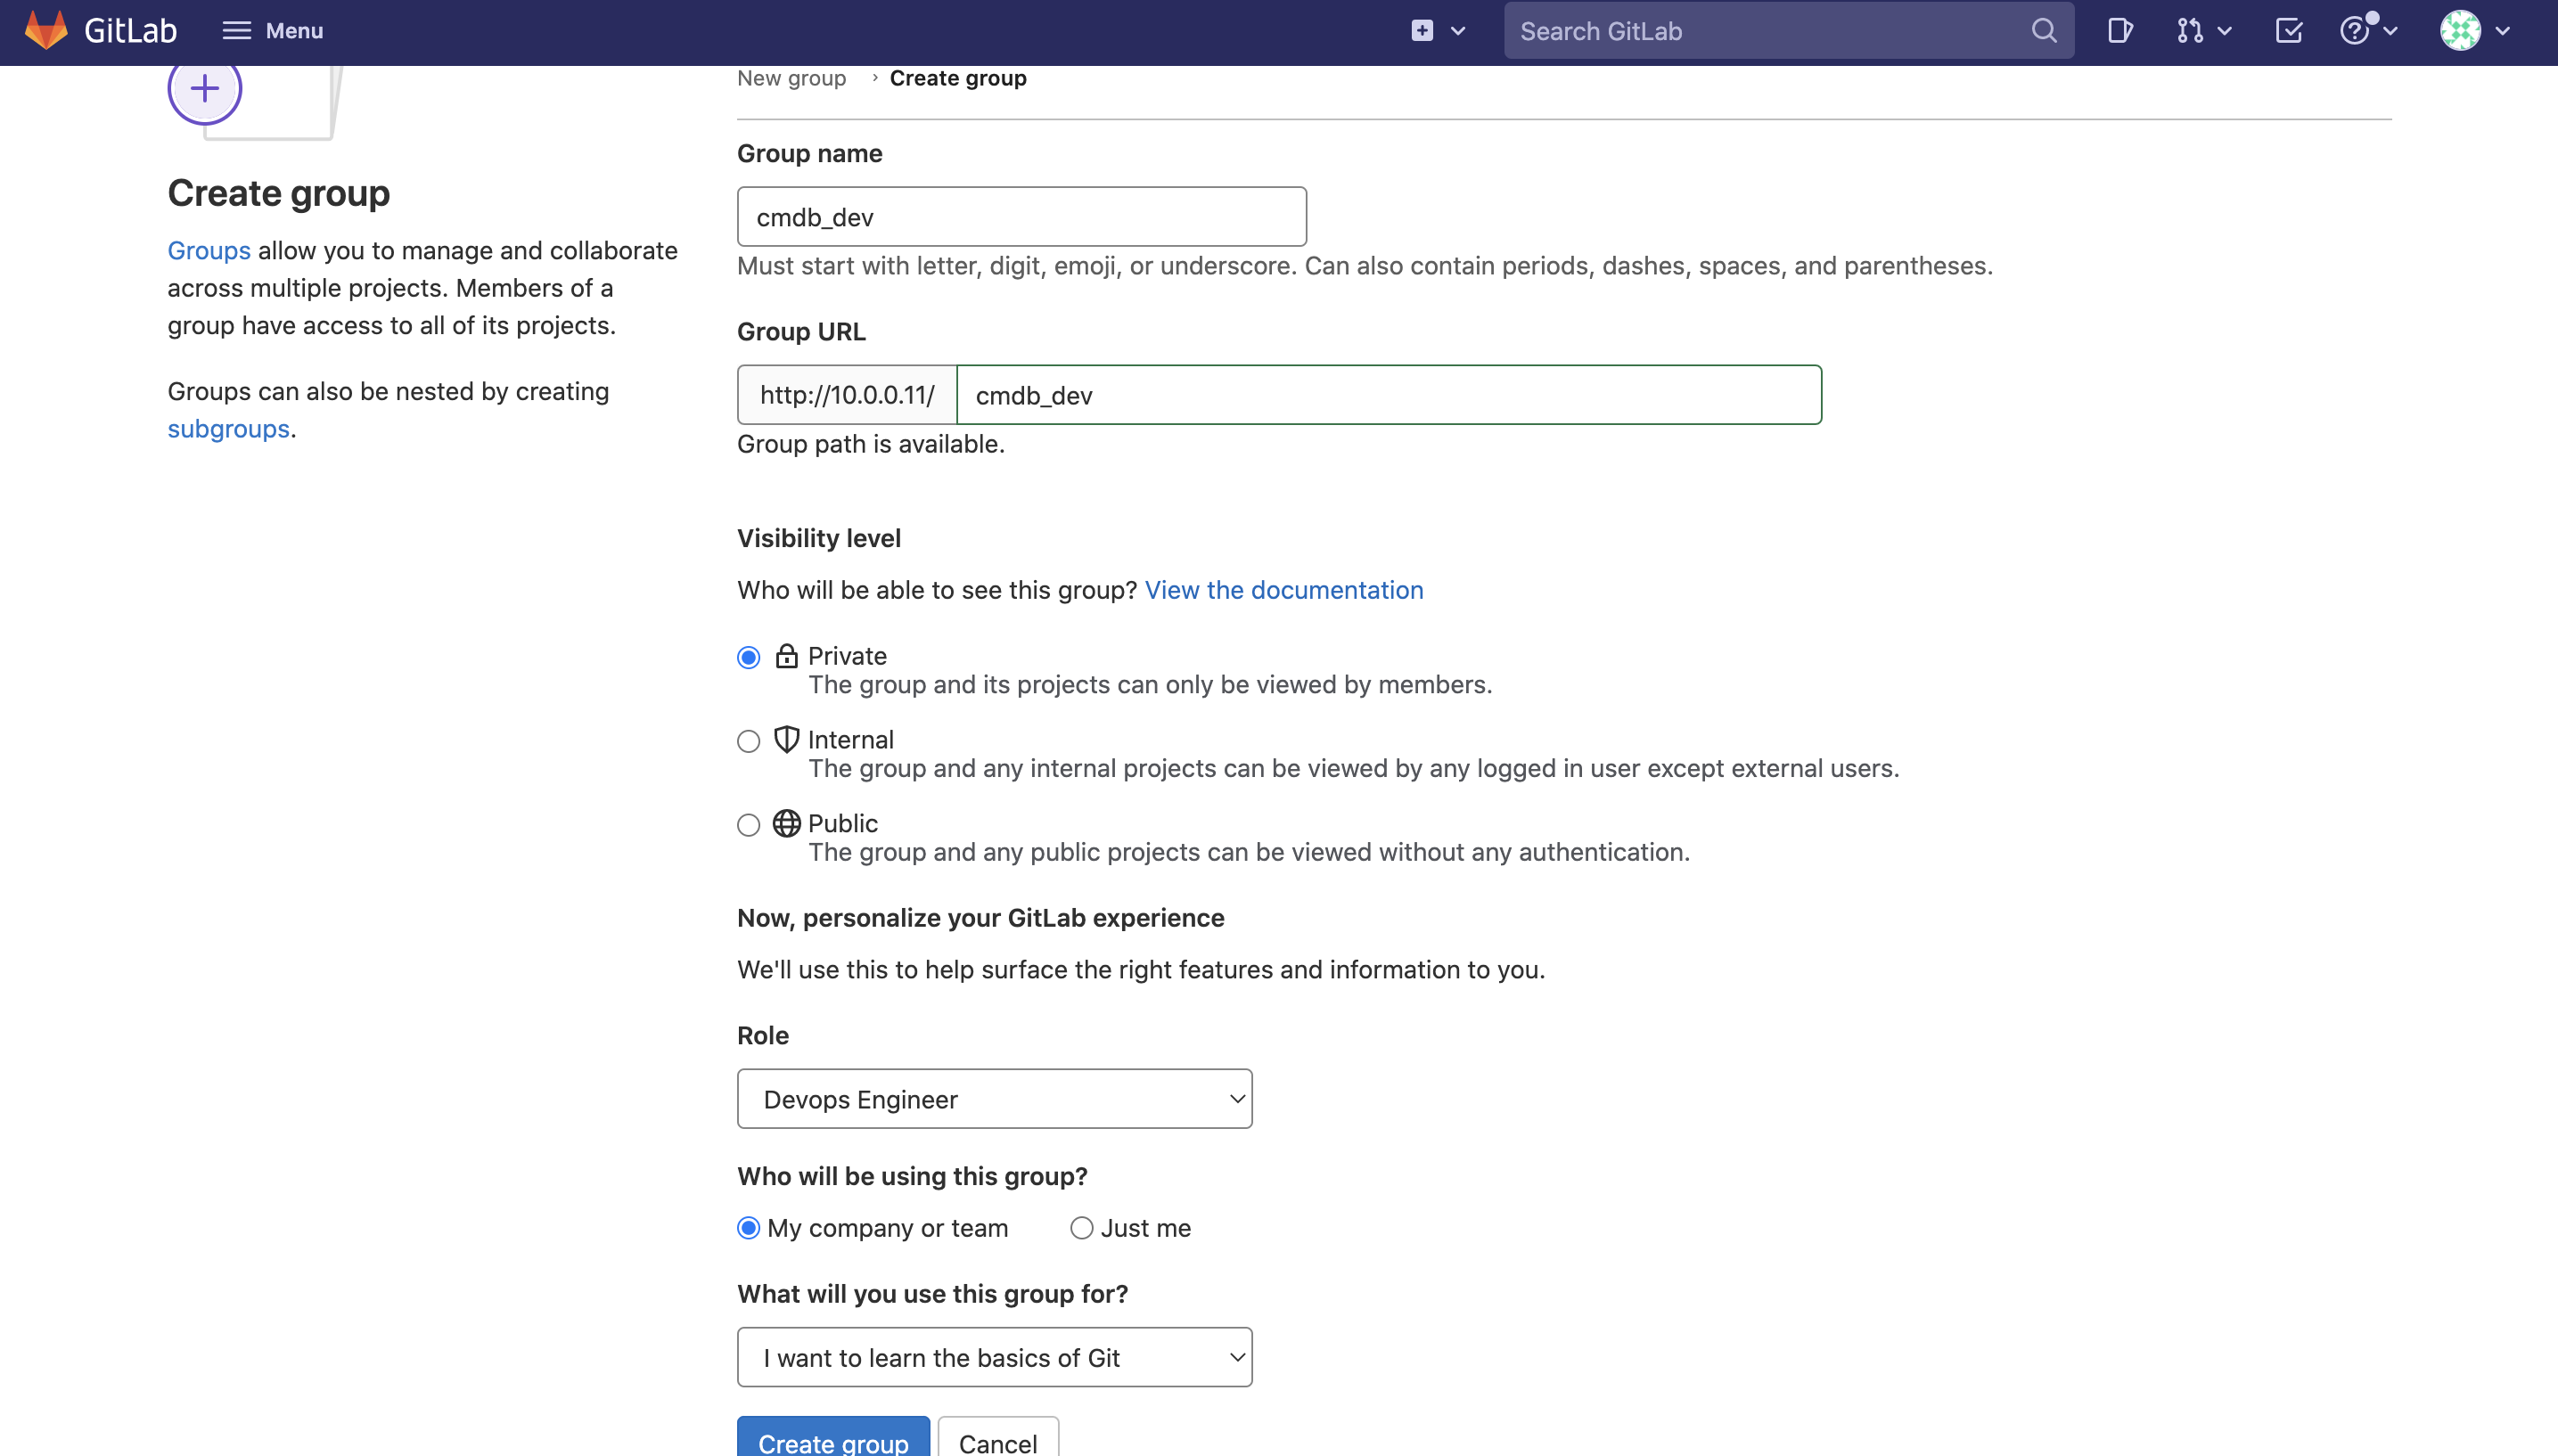 GitLab
Menu
Search GitLab
New group › Create group
Create group
Groups allow you to manage and collaborate
across multiple projects. Members of a
group have access to all of its projects.
Groups can also be nested by creating
subgroups.
Group name
cmdb_dev
Must start with letter, digit, emoji, or underscore. Can also contain periods, dashes, spaces, and parentheses.
Group URL
http://10.0.0.11/ cmdb_dev
Group path is available.
Visibility level
Who will be able to see this group? View the documentation
Private
The group and its projects can only be viewed by members.
Internal
The group and any internal projects can be viewed by any logged in user except external users.
Public
The group and any public projects can be viewed without any authentication.
Now, personalize your GitLab experience
We'll use this to help surface the right features and information to you.
Role
Devops Engineer
Who will be using this group?
My company or team Just me
What will you use this group for?
I want to learn the basics of Git
Create group Cancel